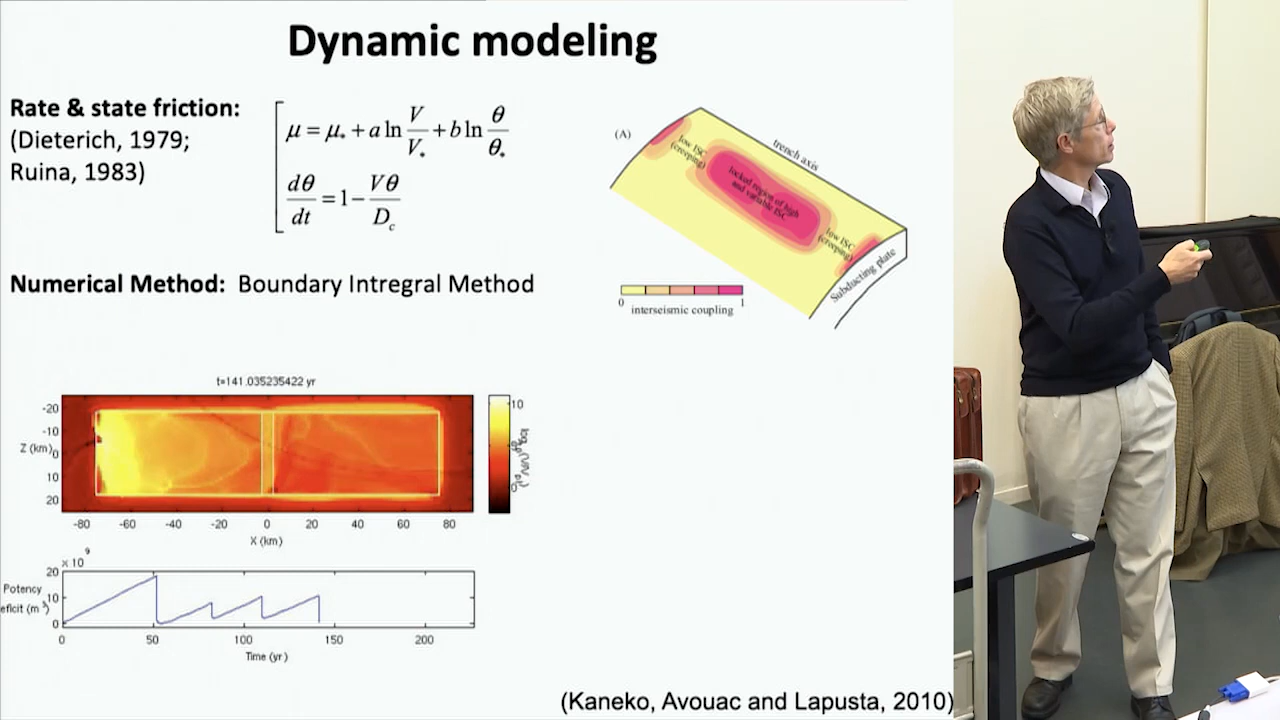 Dynamic modeling
Rate & state friction:
(Dieterich, 1979;
Ruina, 1983)
μ = μ* + a ln V/V* + b ln θ/θ*
dθ/dt = 1 − Vθ/Dc
(A)
low ISC
(creeping)
trench axis
locked region of high
and variable ISC
low ISC
(creeping)
Subducting plate
0 1
interseismic coupling
Numerical Method: Boundary Intregral Method
t=141.035235422 yr
-20
-10
Z (km) 0
10
20
-80 -60 -40 -20 0 20 40 60 80
X (km)
10
0
× 10 9
20
Potency 10
eficit (m3) 0
0 50 100 150 200
Time (yr)
(Kaneko, Avouac and Lapusta, 2010)